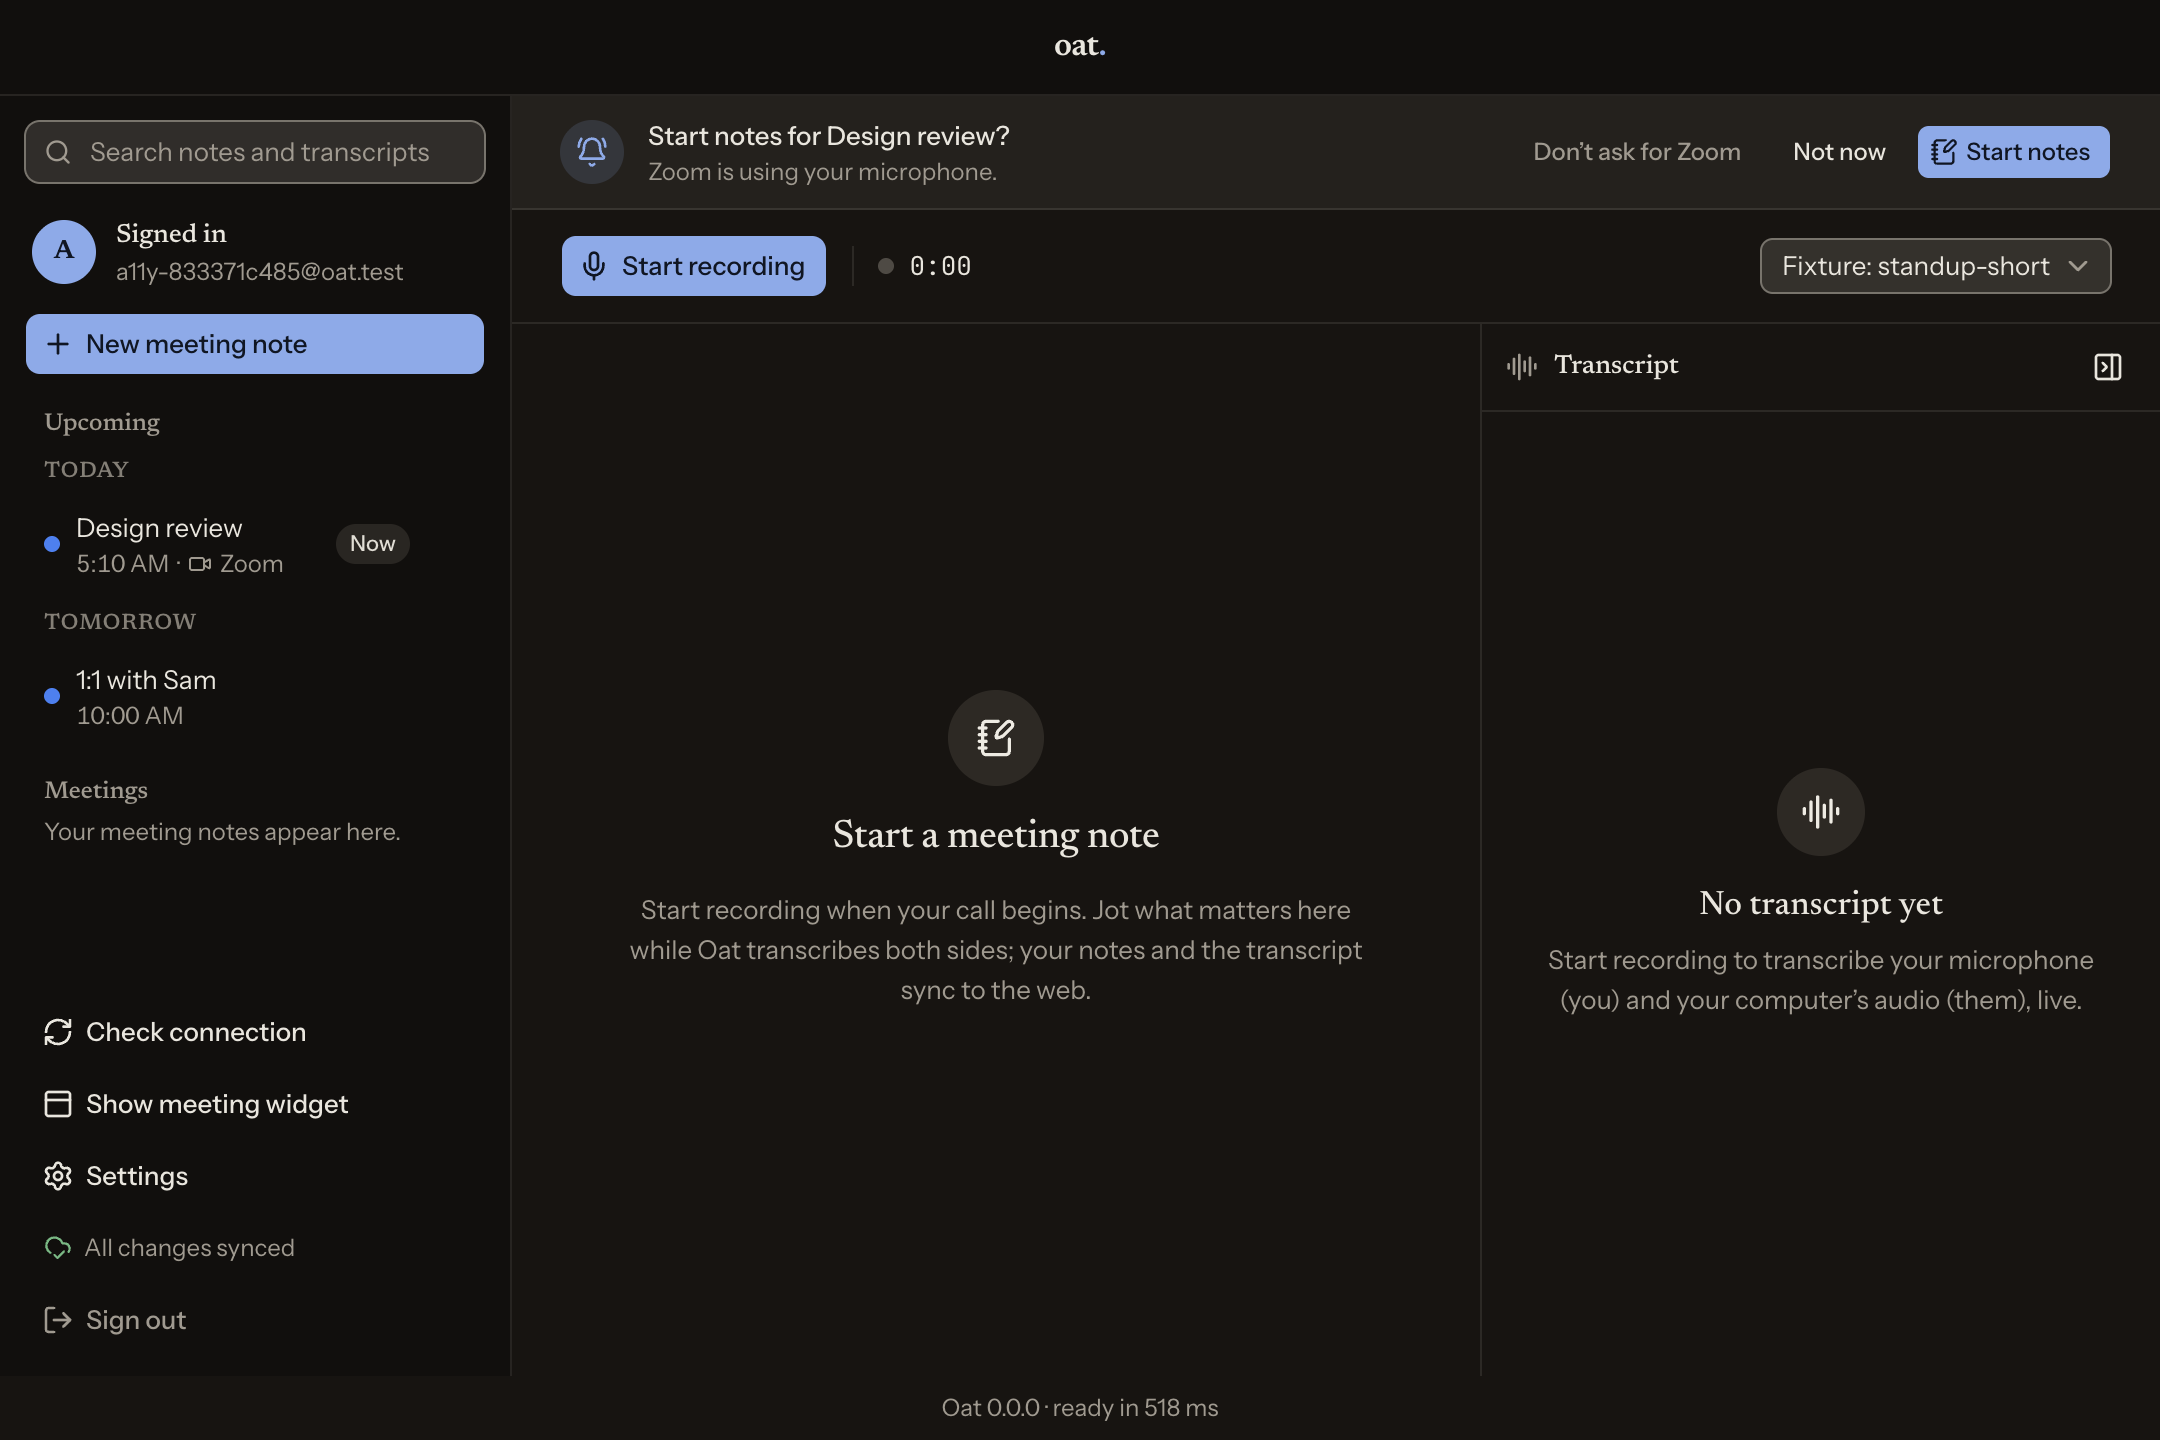 oat.
Search notes and transcripts
A
Signed in
a11y-833371c485@oat.test
New meeting note
Upcoming
TODAY
Design review
5:10 AM · Zoom
Now
TOMORROW
1:1 with Sam
10:00 AM
Meetings
Your meeting notes appear here.
Check connection
Show meeting widget
Settings
All changes synced
Sign out
Start notes for Design review?
Zoom is using your microphone.
Don’t ask for Zoom
Not now
Start notes
Start recording
0:00
Fixture: standup-short
Start a meeting note
Start recording when your call begins. Jot what matters here
while Oat transcribes both sides; your notes and the transcript
sync to the web.
Transcript
No transcript yet
Start recording to transcribe your microphone
(you) and your computer’s audio (them), live.
Oat 0.0.0 · ready in 518 ms